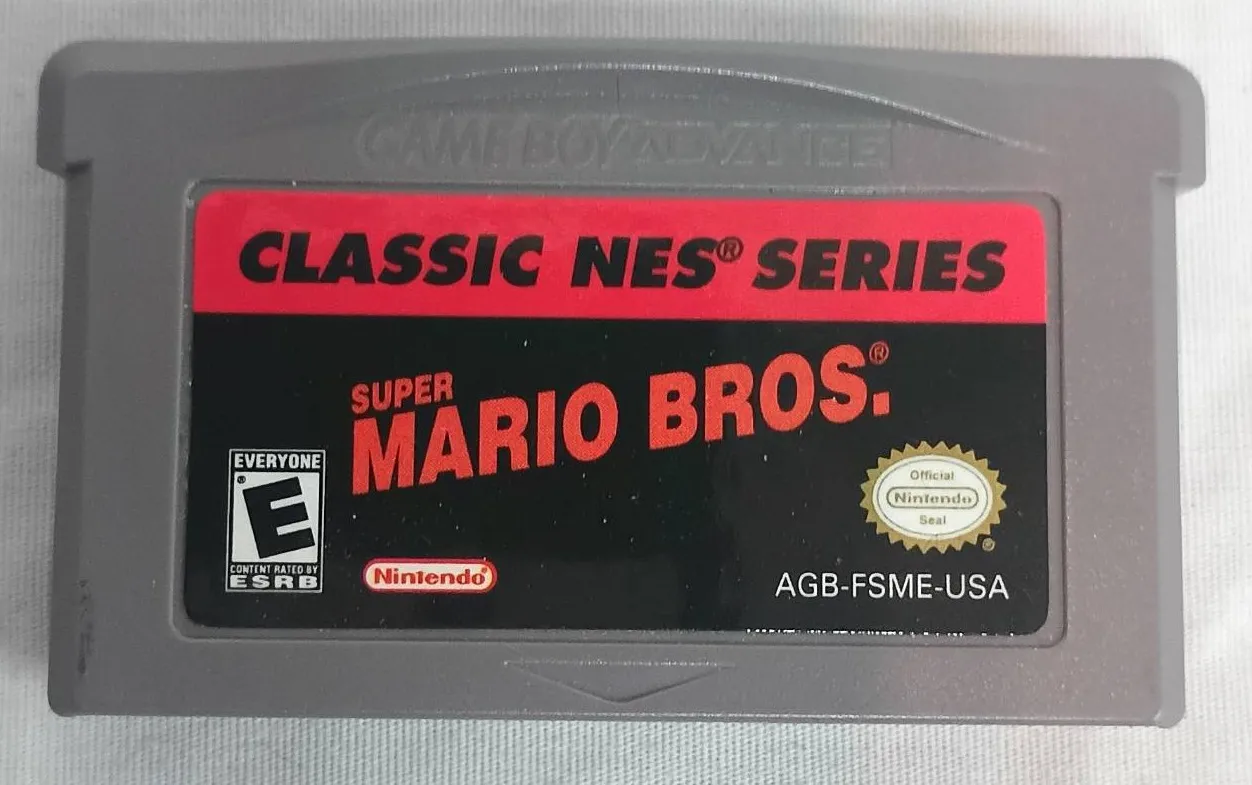 GAME BOY ADVANCE
CLASSIC NES® SERIES
SUPER
MARIO BROS.®
EVERYONE
E
CONTENT RATED BY
ESRB
Nintendo®
Official
Nintendo
Seal
AGB-FSME-USA